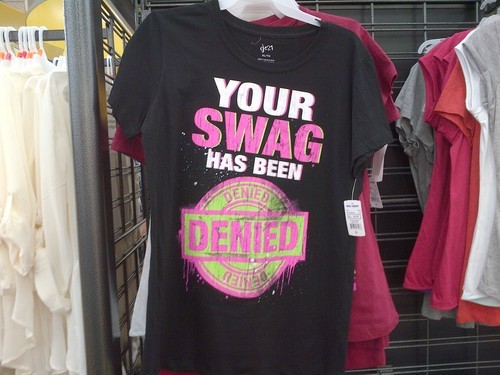 YOUR
SWAG
HAS BEEN
DENIED
DENIED
DENIED